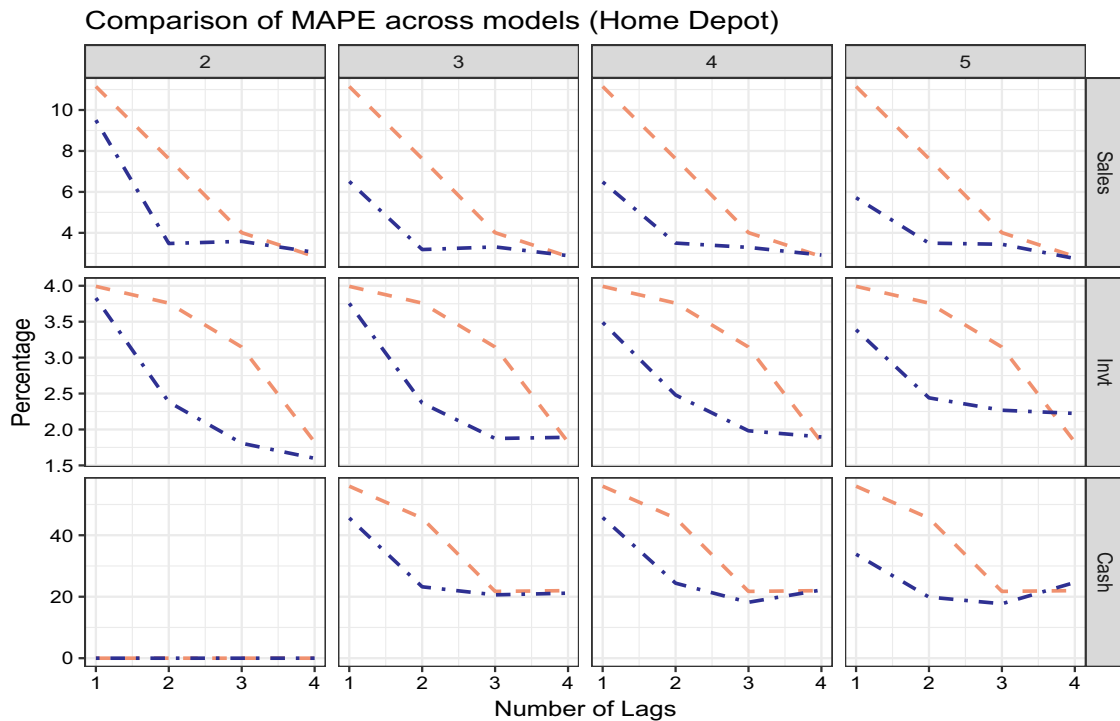 Comparison of MAPE across models (Home Depot)
2 3 4 5
10
8
6
4
Sales
4.0
3.5
3.0
2.5
2.0
1.5
Invt
Percentage
40
20
0
Cash
1 2 3 4 1 2 3 4 1 2 3 4 1 2 3 4
Number of Lags